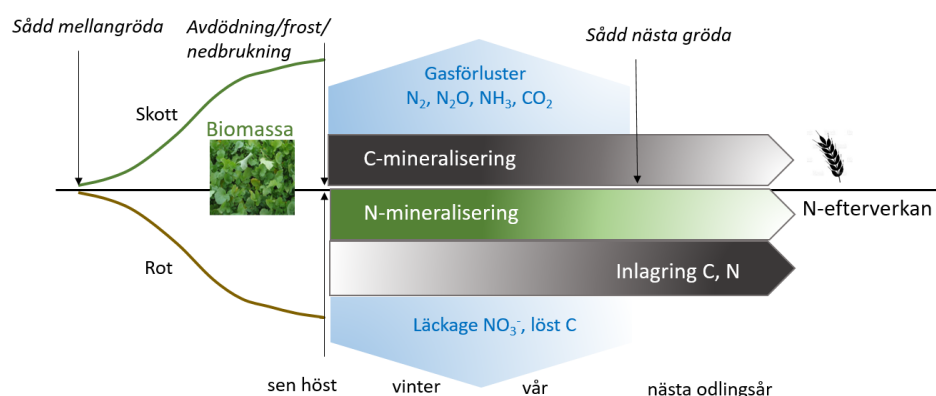 Sådd mellangröda
Avdödning/frost/
nedbrukning
Sådd nästa gröda
Gasförluster
N₂, N₂O, NH₃, CO₂
Skott
Biomassa
C-mineralisering
N-mineralisering
N-efterverkan
Rot
Inlagring C, N
Läckage NO₃⁻, löst C
sen höst
vinter
vår
nästa odlingsår